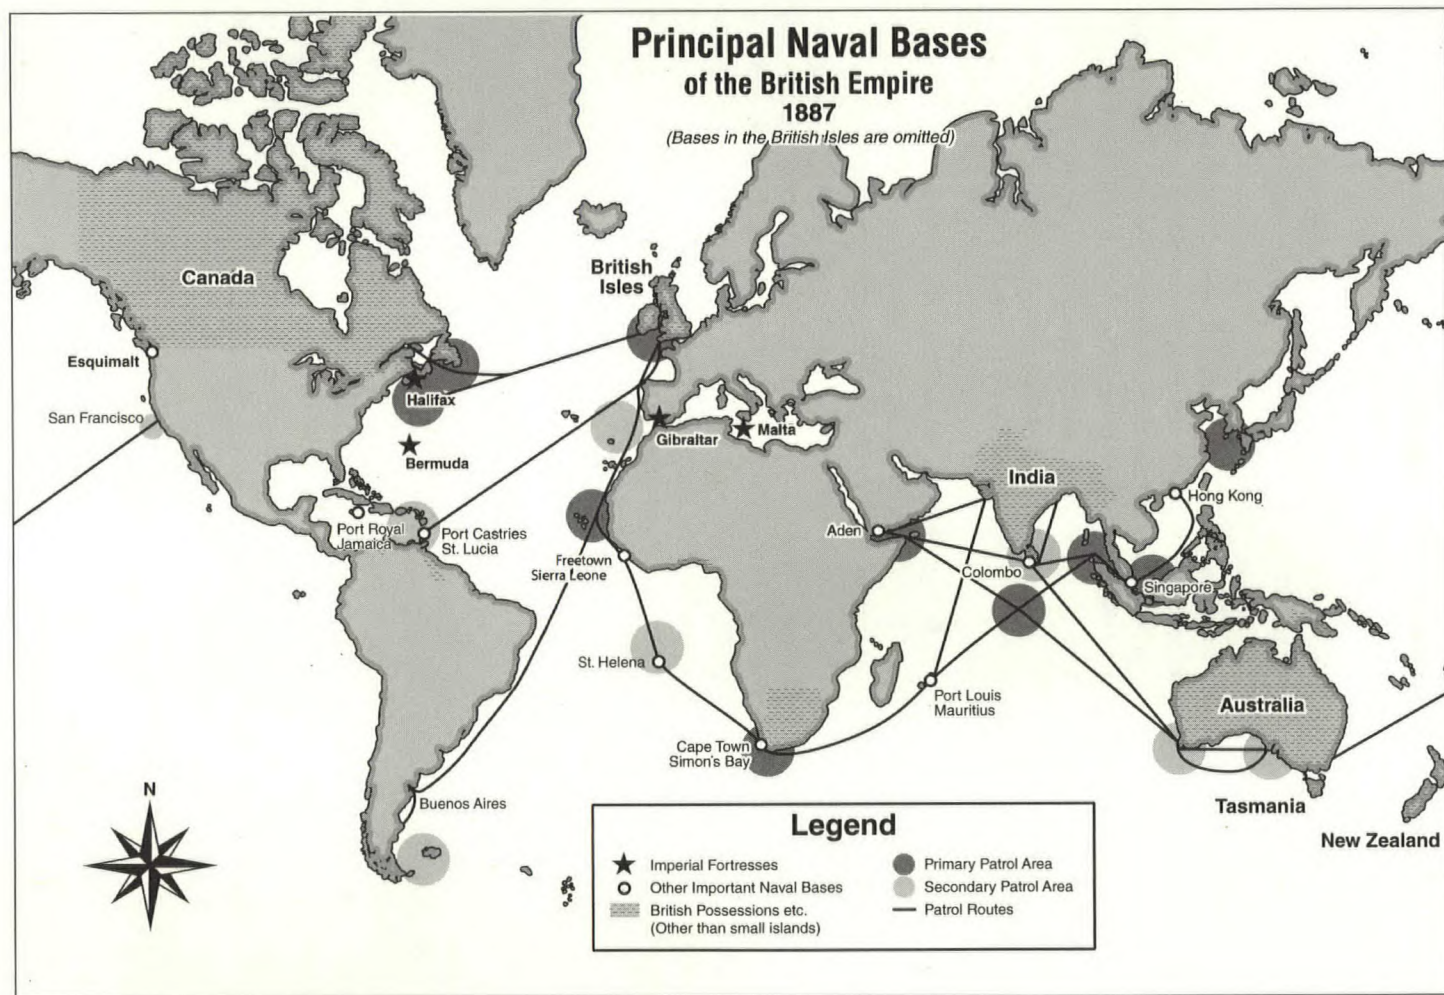 Principal Naval Bases
of the British Empire
1887
(Bases in the British Isles are omitted)
Canada
British
Isles
Esquimalt
San Francisco
Halifax
Bermuda
Gibraltar
Malta
Port Royal
Jamaica
Port Castries
St. Lucia
Freetown
Sierra Leone
Aden
India
Hong Kong
Colombo
Singapore
St. Helena
Port Louis
Mauritius
Australia
Cape Town
Simon's Bay
Buenos Aires
Tasmania
New Zealand
N
Legend
Imperial Fortresses
Other Important Naval Bases
British Possessions etc.
(Other than small islands)
Primary Patrol Area
Secondary Patrol Area
Patrol Routes